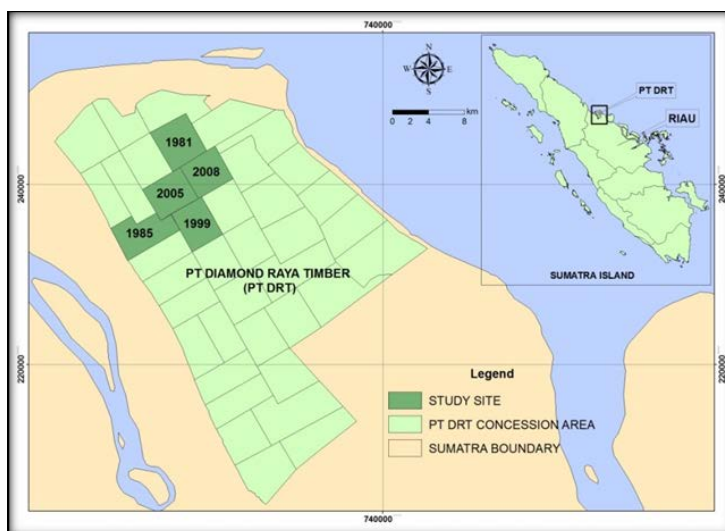 740000
N
W E
S
0 4 8 km
PT DRT
RIAU
SUMATRA ISLAND
240000
240000
1981
2008
2005
1985
1999
PT DIAMOND RAYA TIMBER
(PT DRT)
220000
220000
Legend
STUDY SITE
PT DRT CONCESSION AREA
SUMATRA BOUNDARY
740000